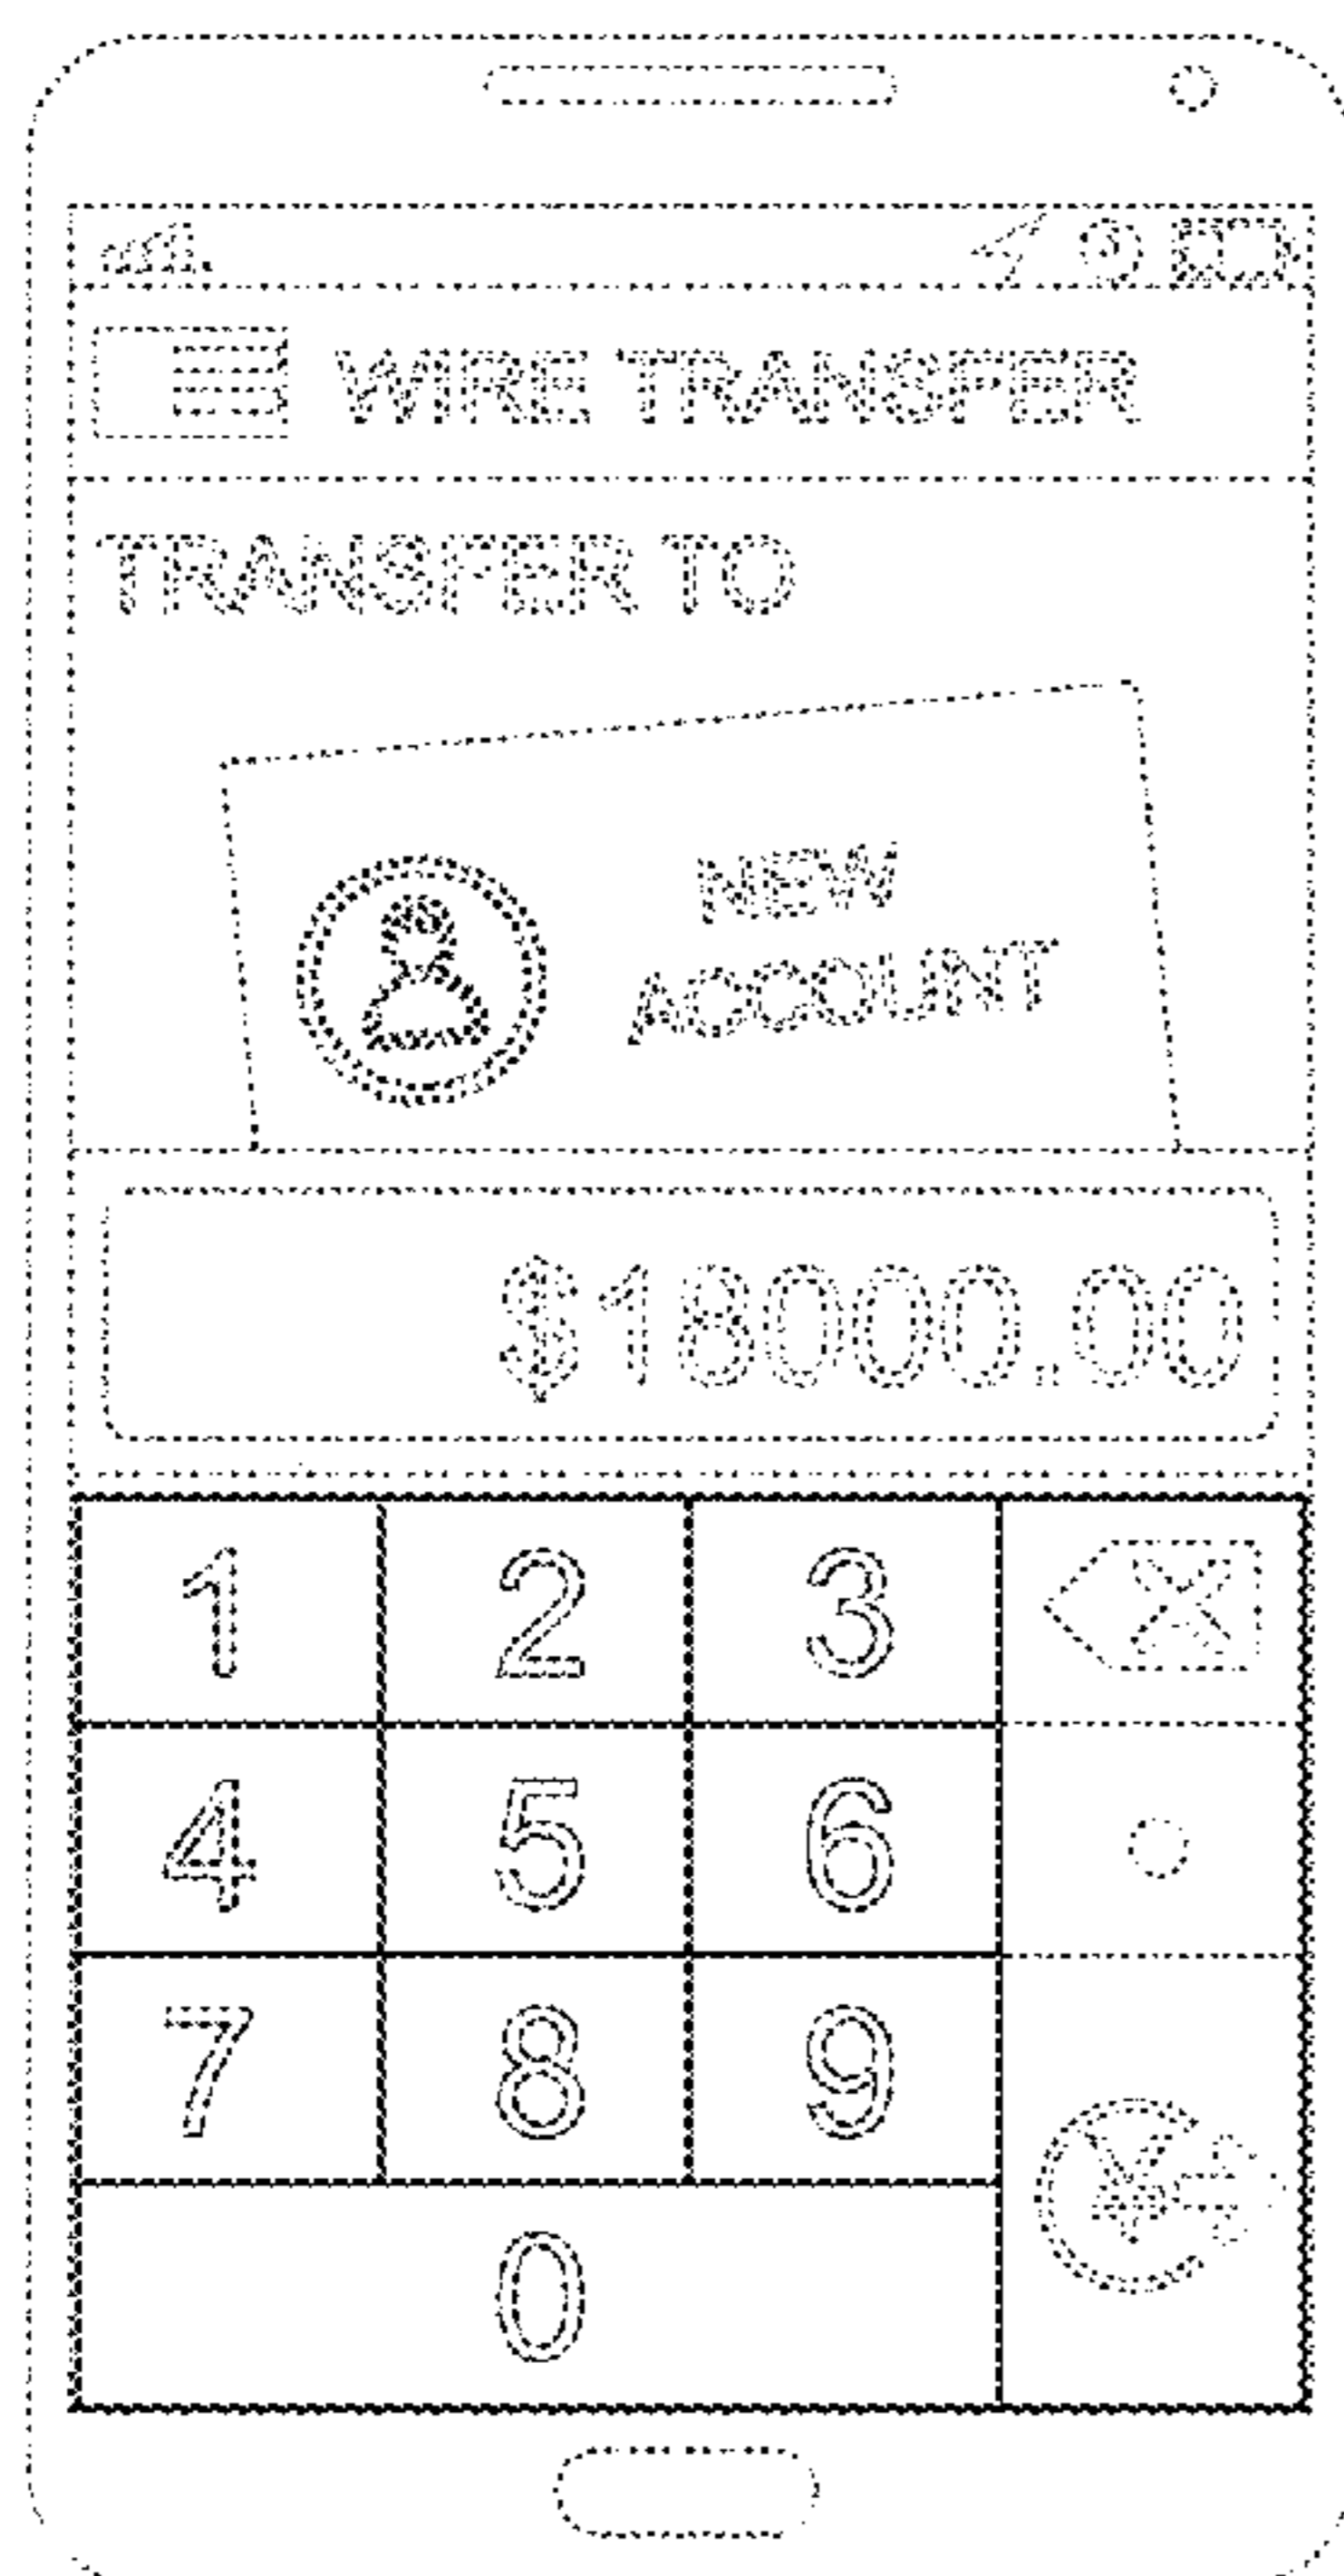 WIRE TRANSFER
TRANSFER TO
NEW
ACCOUNT
$18000.00
1 2 3
4 5 6
7 8 9
0